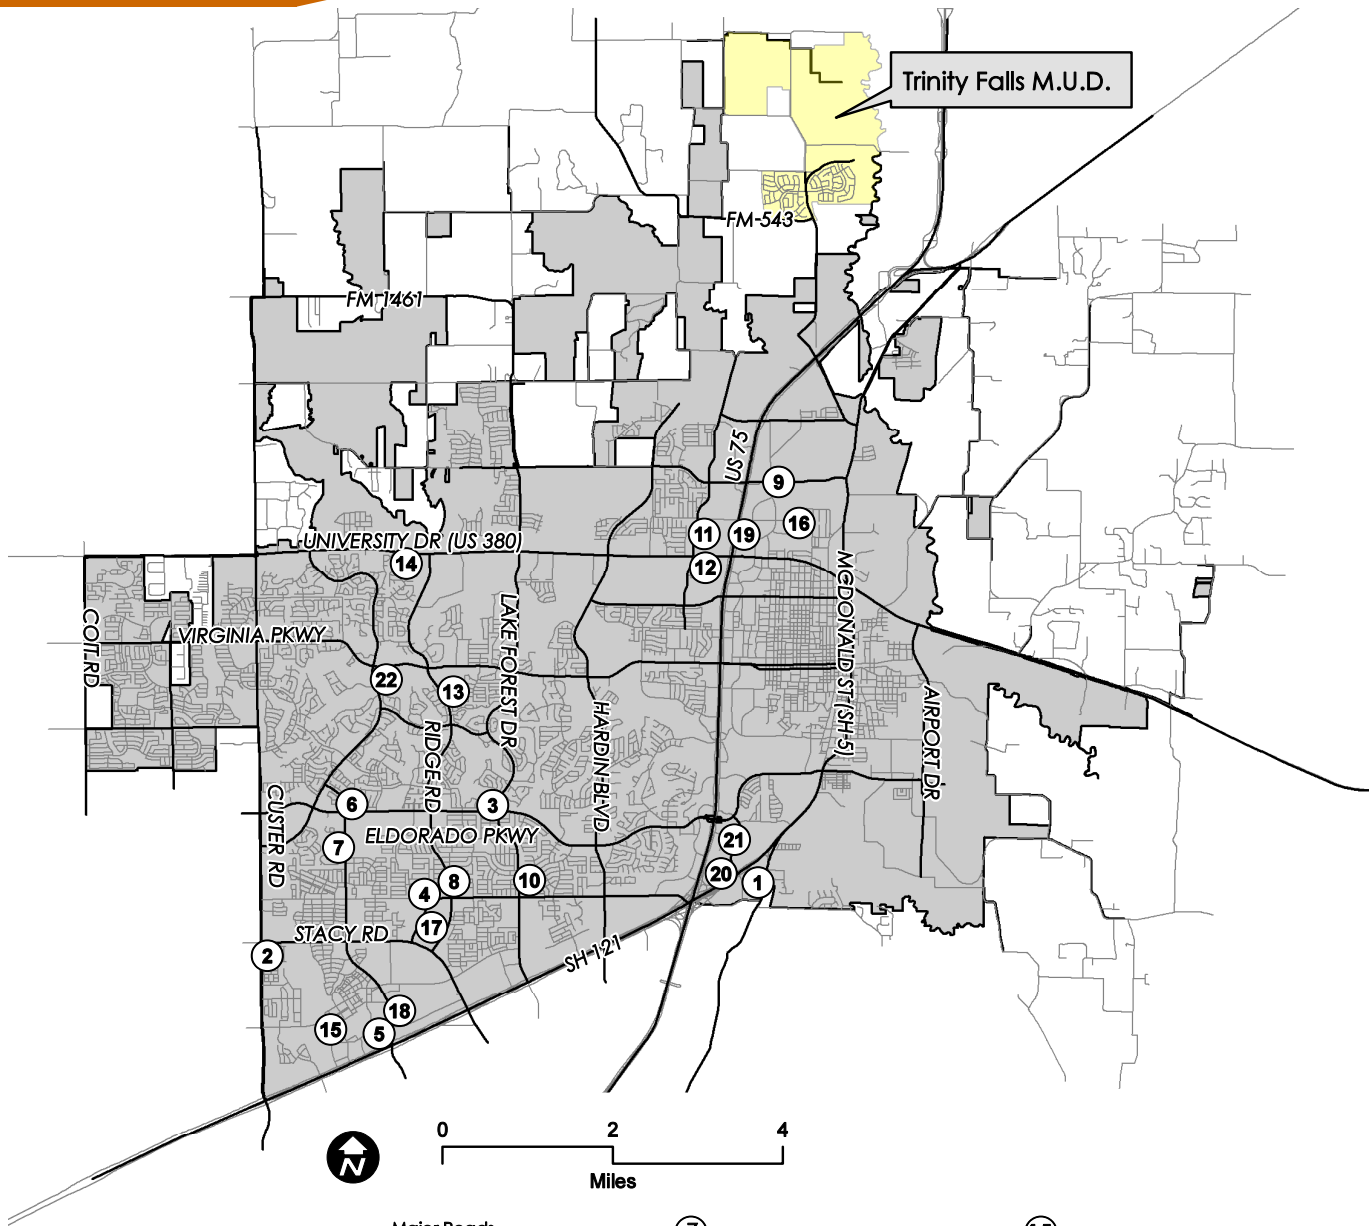 Trinity Falls M.U.D.
FM-543
FM 1461
US 75
9
16
11
19
UNIVERSITY DR (US 380)
14
12
MCDONALD ST (SH-5)
COIT RD
VIRGINIA PKWY
LAKE FOREST DR
22
13
AIRPORT DR
RIDGE RD
HARDIN BLVD
CUSTER RD
6
3
ELDORADO PKWY
21
7
20
8
10
1
4
17
STACY RD
2
SH 121
18
15
5
N
0 2 4
Miles
Major Roads
7